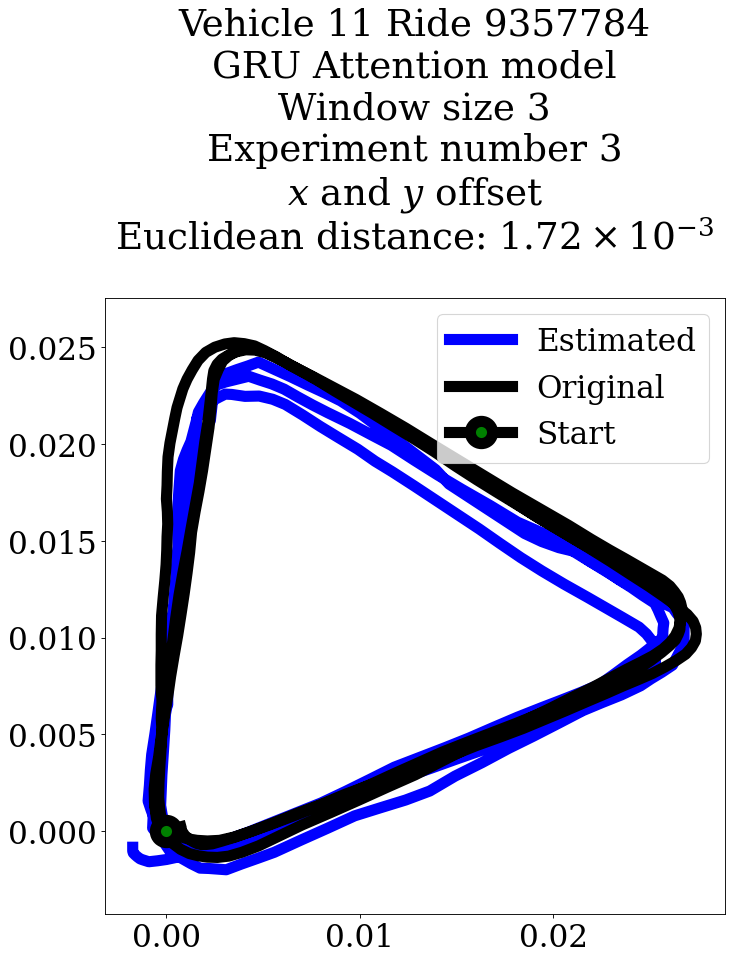 Vehicle 11 Ride 9357784
GRU Attention model
Window size 3
Experiment number 3
x and y offset
Euclidean distance: 1.72 × 10⁻³
Estimated
Original
Start
0.025
0.020
0.015
0.010
0.005
0.000
0.00 0.01 0.02